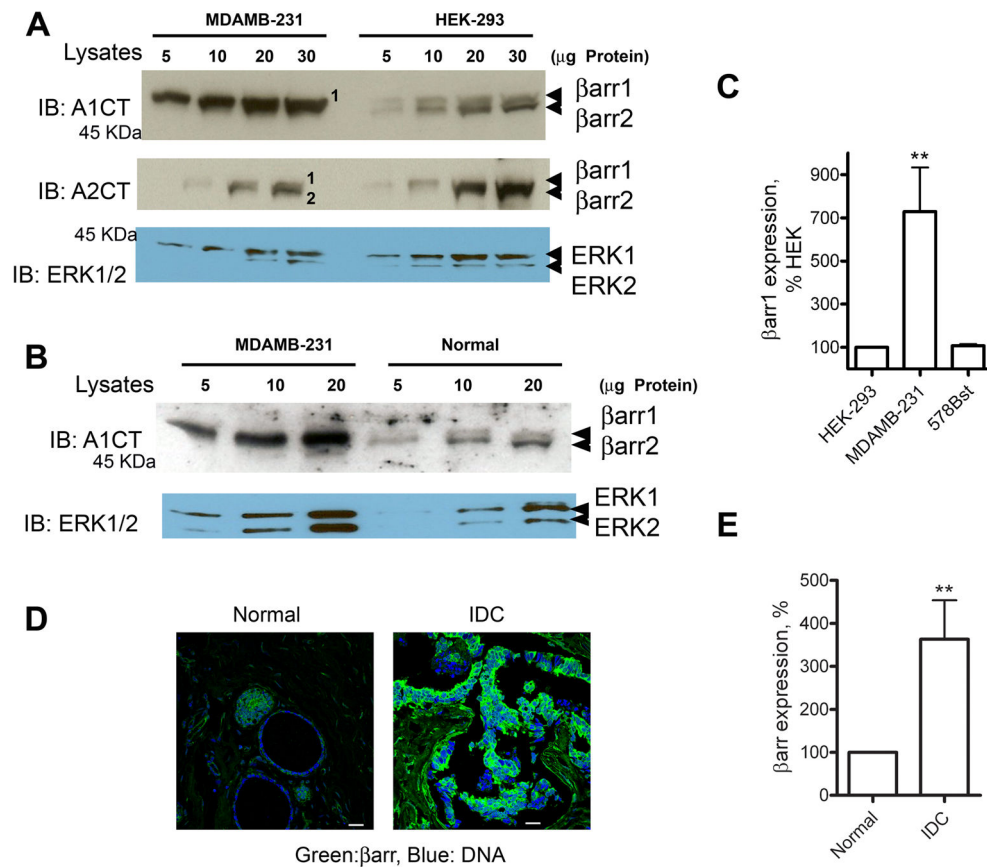 A
MDAMB-231 HEK-293
Lysates 5 10 20 30 5 10 20 30 (μg Protein)
IB: A1CT 1 βarr1
45 KDa βarr2
IB: A2CT 1 βarr1
2 βarr2
45 KDa
IB: ERK1/2 ERK1
ERK2
B
MDAMB-231 Normal
Lysates 5 10 20 5 10 20 (μg Protein)
IB: A1CT βarr1
45 KDa βarr2
IB: ERK1/2 ERK1
ERK2
C
βarr1 expression,
% HEK
900
700
500
300
100
**
HEK-293 MDAMB-231 578Bst
D
Normal IDC
Green:βarr, Blue: DNA
E
βarr expression, %
500
400
300
200
100
0
**
Normal IDC